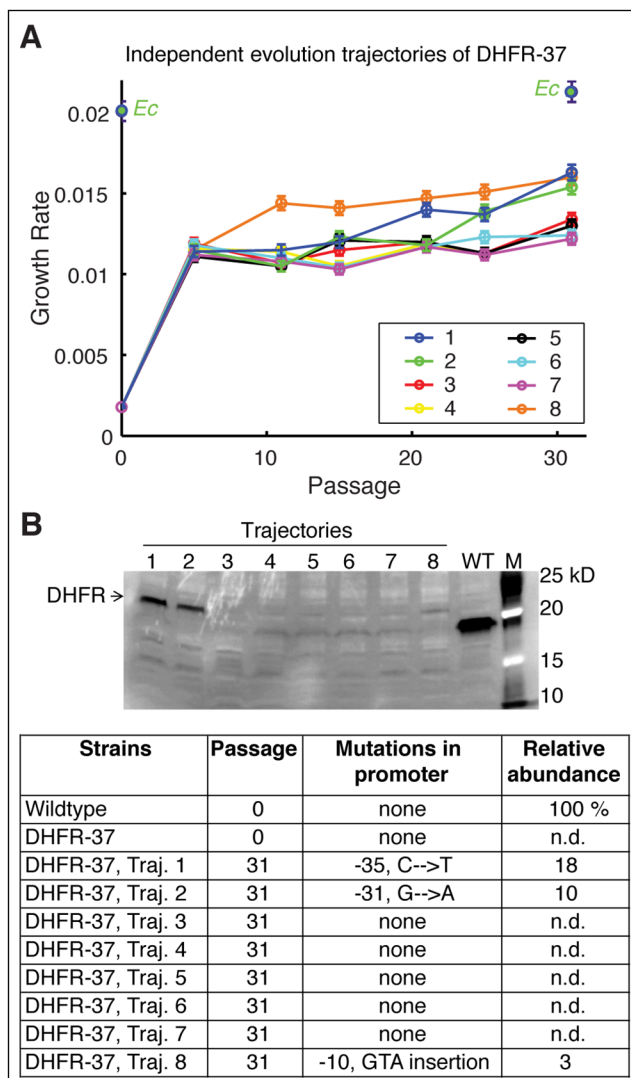 A
Independent evolution trajectories of DHFR-37
Growth Rate
0.02
0.015
0.01
0.005
0
Ec
Ec
1 5
2 6
3 7
4 8
0 10 20 30
Passage
B
Trajectories
1 2 3 4 5 6 7 8 WT M
DHFR
25 kD
20
15
10
Strains Passage Mutations in promoter Relative abundance
Wildtype 0 none 100 %
DHFR-37 0 none n.d.
DHFR-37, Traj. 1 31 -35, C-->T 18
DHFR-37, Traj. 2 31 -31, G-->A 10
DHFR-37, Traj. 3 31 none n.d.
DHFR-37, Traj. 4 31 none n.d.
DHFR-37, Traj. 5 31 none n.d.
DHFR-37, Traj. 6 31 none n.d.
DHFR-37, Traj. 7 31 none n.d.
DHFR-37, Traj. 8 31 -10, GTA insertion 3